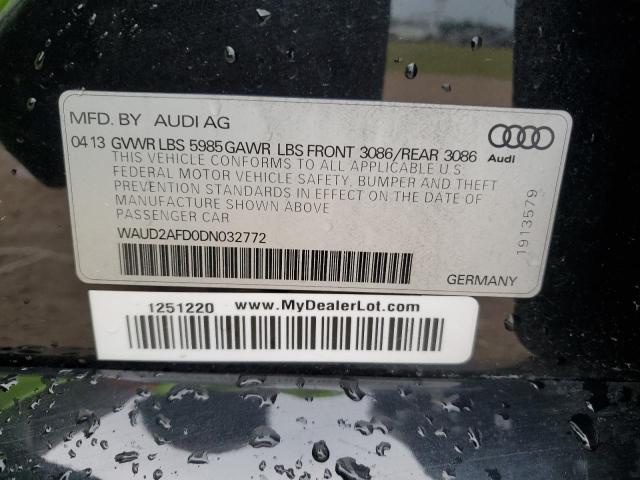 MFD. BY AUDI AG
04 13 GVWR LBS 5985 GAWR LBS FRONT 3086/REAR 3086
THIS VEHICLE CONFORMS TO ALL APPLICABLE U.S
FEDERAL MOTOR VEHICLE SAFETY, BUMPER AND THEFT
PREVENTION STANDARDS IN EFFECT ON THE DATE OF
MANUFACTURE SHOWN ABOVE
PASSENGER CAR
WAUD2AFD0DN032772
Audi
1913579
GERMANY
1251220 www.MyDealerLot.com